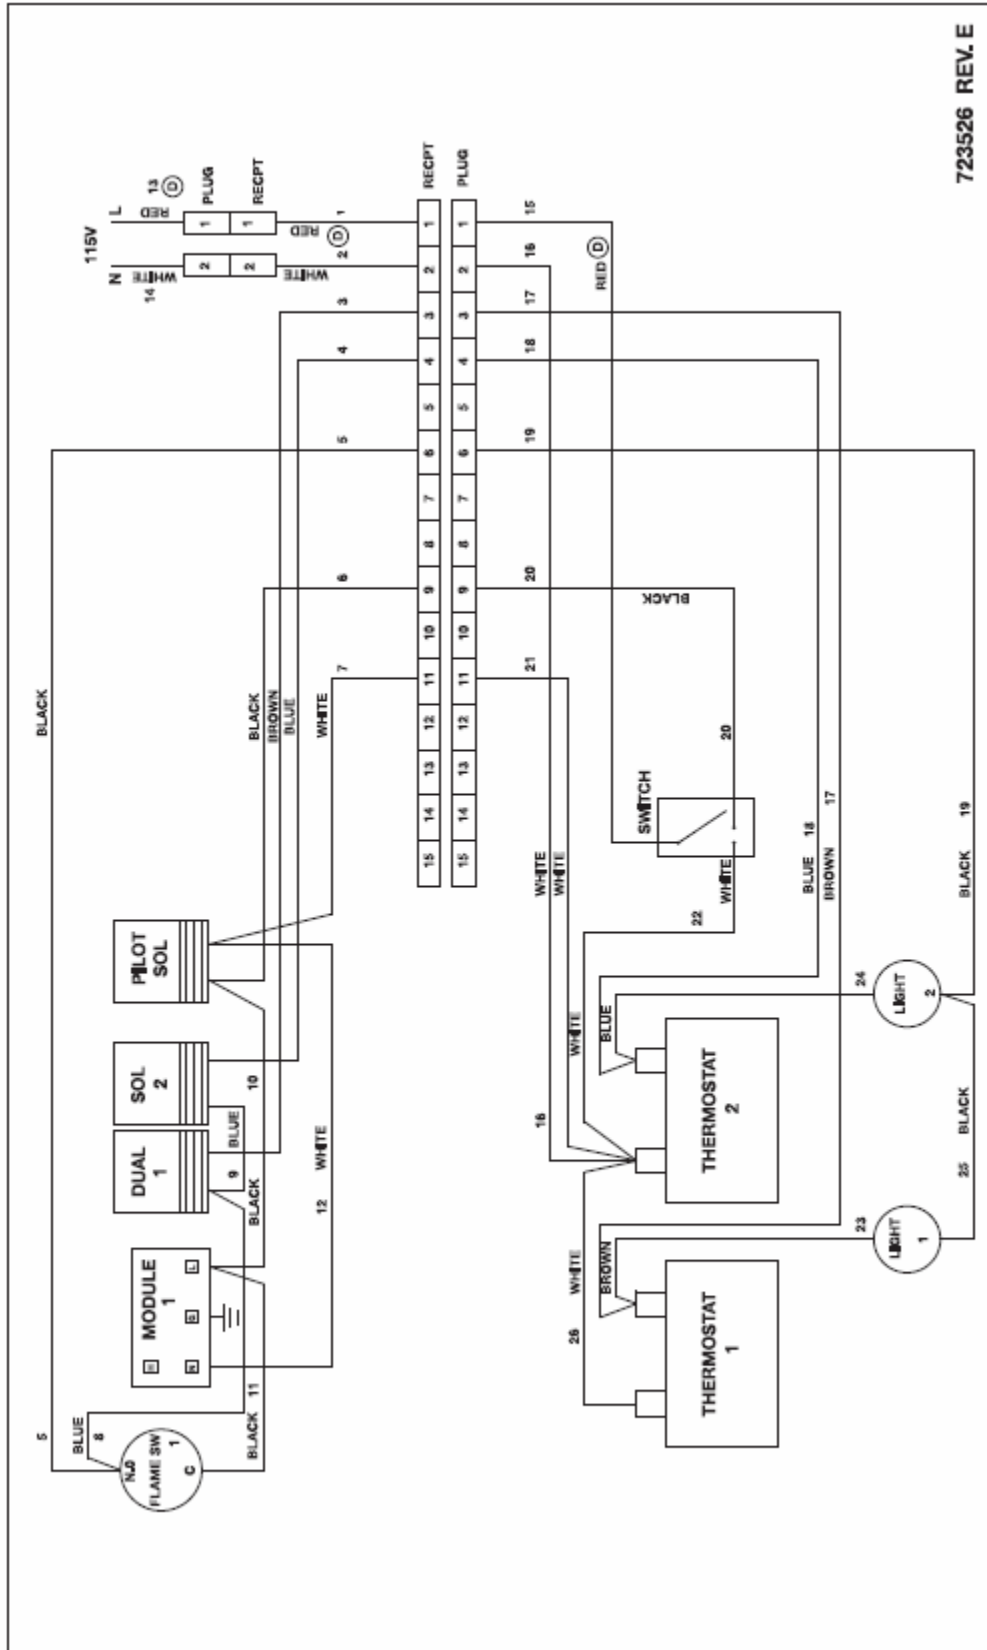 115V
N
L
WHITE
14
RED
13
D
PLUG
2
1
2
1
RECPT
WHITE
2
RED
D
1
3
4
5
6
7
BLACK
BLACK
BROWN
BLUE
WHITE
RECPT
15 14 13 12 11 10 9 8 7 6 5 4 3 2 1
PLUG
15 14 13 12 11 10 9 8 7 6 5 4 3 2 1
PILOT
SOL
SOL
2
DUAL
1
BLUE
9
10
BLACK
WHITE
12
MODULE
1
L
G
N
H
11
BLACK
5
BLUE
8
N.O
FLAME SW
1
C
15
16
17
18
19
20
21
RED D
BLACK
20
SWITCH
WHITE
22
WHITE
WHITE
WHITE
16
BLUE
18
BROWN
17
BLACK
19
BLUE
24
LIGHT
2
THERMOSTAT
2
WHITE
26
BROWN
23
LIGHT
1
BLACK
25
THERMOSTAT
1
723526 REV. E